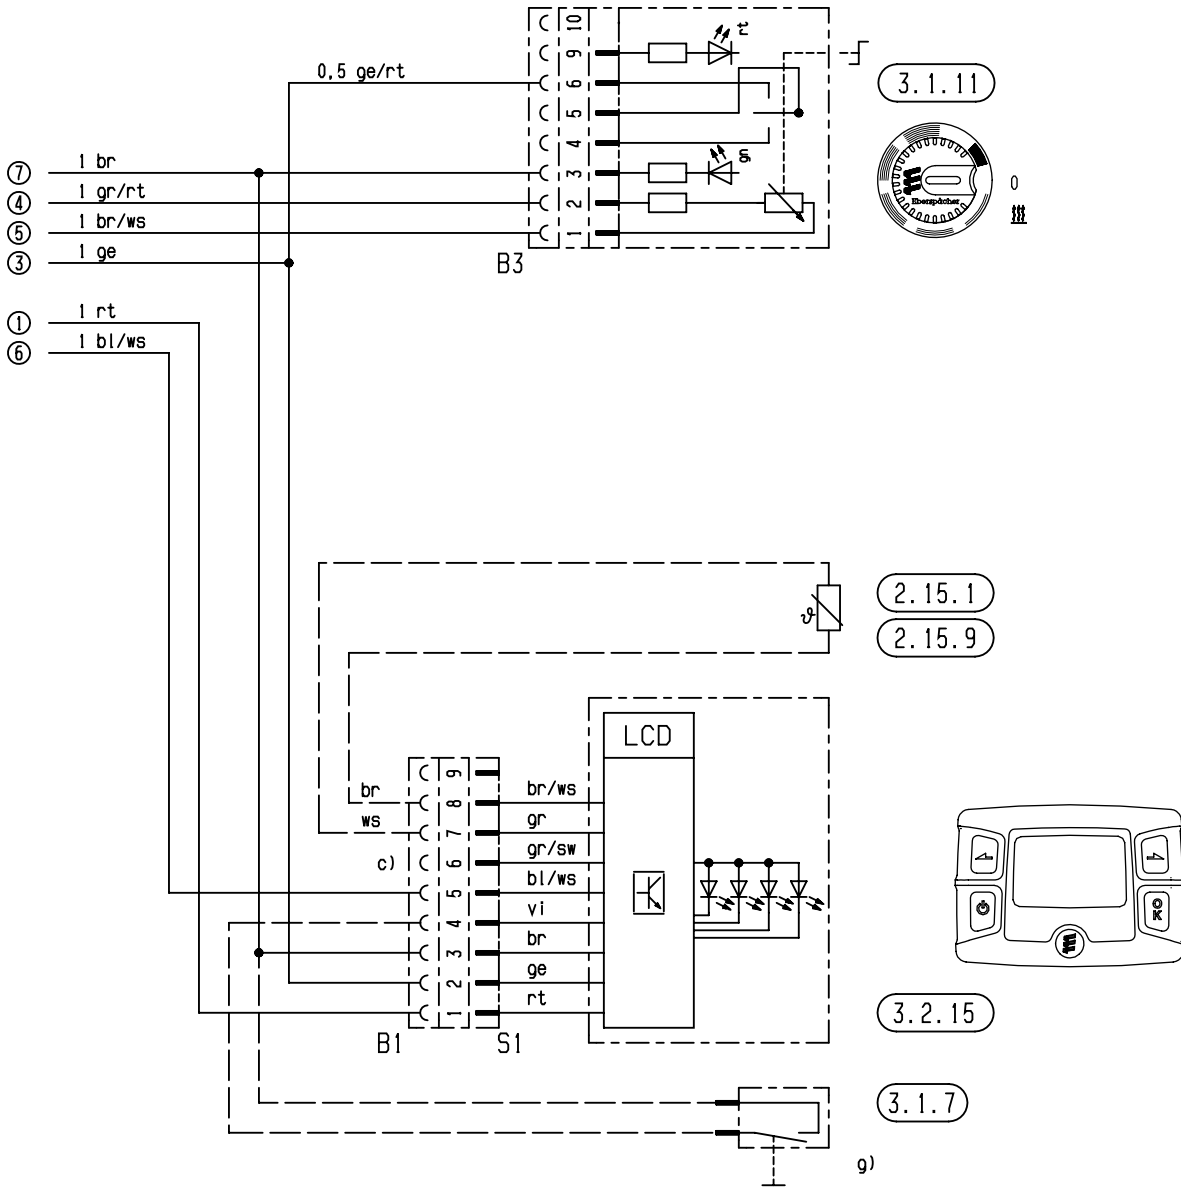 10
9
rt
0,5 ge/rt
6
3.1.11
5
4
gn
7 1 br
3
4 1 gr/rt
2
5 1 br/ws
1
3 1 ge
B3
Eberspächer
0
1 1 rt
6 1 bl/ws
ϑ
2.15.1
2.15.9
LCD
9
br 8 br/ws
ws 7 gr
c) 6 gr/sw
5 bl/ws
4 vi
3 br
2 ge
1 rt
B1 S1
OK
3.2.15
3.1.7
g)